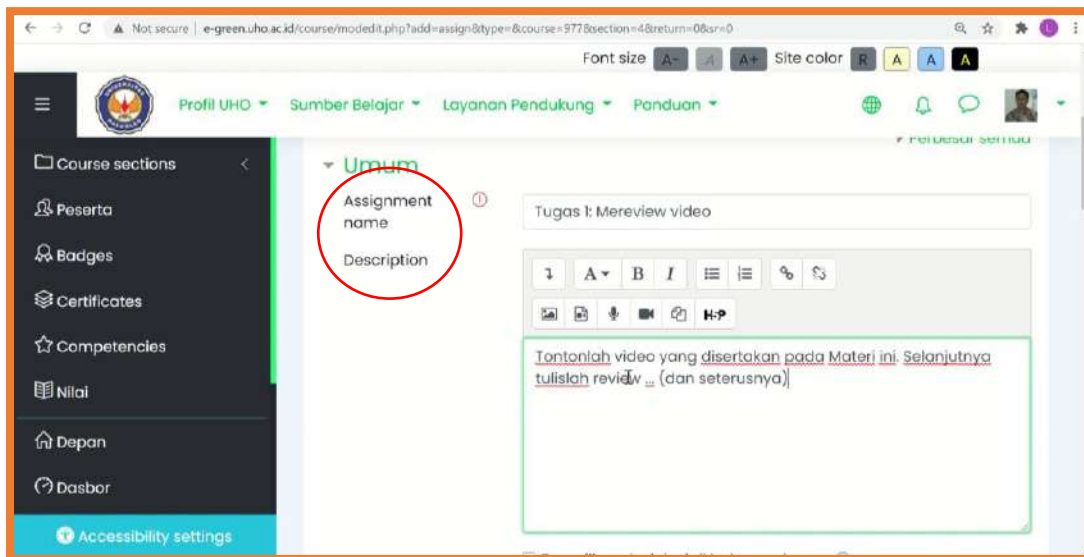 Not secure | e-green.uho.ac.id/course/modedit.php?add=assign&type=&course=977&section=4&return=0&sr=0
Font size A- A A+ Site color R A A A
Profil UHO Sumber Belajar Layanan Pendukung Panduan
Perbesar semua
Course sections
Peserta
Badges
Certificates
Competencies
Nilai
Depan
Dasbor
Accessibility settings
Umum
Assignment
name
Tugas 1: Mereview video
Description
A B I
H-P
Tontonlah video yang disertakan pada Materi ini. Selanjutnya
tulislah review ... (dan seterusnya)